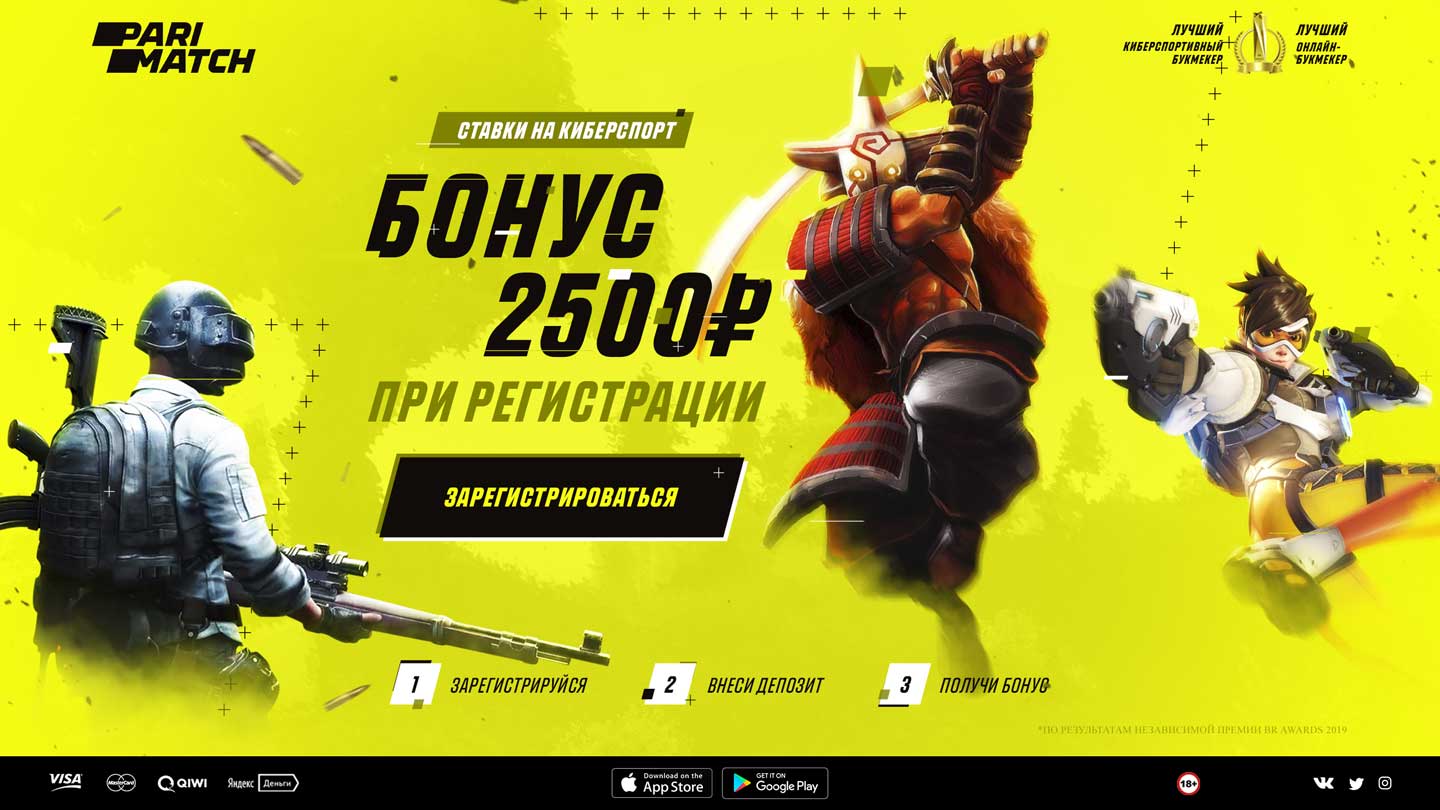 PARI
MATCH
ЛУЧШИЙ
КИБЕРСПОРТИВНЫЙ
БУКМЕКЕР
ЛУЧШИЙ
ОНЛАЙН-
БУКМЕКЕР
СТАВКИ НА КИБЕРСПОРТ
БОНУС
2500₽
ПРИ РЕГИСТРАЦИИ
ЗАРЕГИСТРИРОВАТЬСЯ
1 ЗАРЕГИСТРИРУЙСЯ
2 ВНЕСИ ДЕПОЗИТ
3 ПОЛУЧИ БОНУС
*ПО РЕЗУЛЬТАТАМ НЕЗАВИСИМОЙ ПРЕМИИ BR AWARDS 2019
VISA
MasterCard
QIWI
Яндекс Деньги
Download on the
App Store
GET IT ON
Google Play
18+